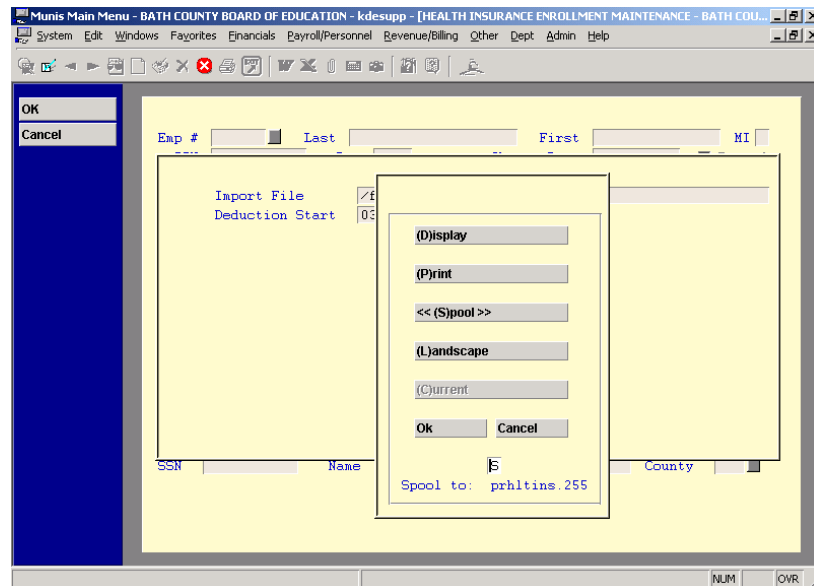 Munis Main Menu - BATH COUNTY BOARD OF EDUCATION - kdesupp - [HEALTH INSURANCE ENROLLMENT MAINTENANCE - BATH COU...
System Edit Windows Favorites Financials Payroll/Personnel Revenue/Billing Other Dept Admin Help
OK
Cancel
Emp # Last First MI
Import File /f
Deduction Start 03
(D)isplay
(P)rint
<< (S)pool >>
(L)andscape
(C)urrent
Ok Cancel
S
SSN Name County
Spool to: prhltins.255
NUM OVR